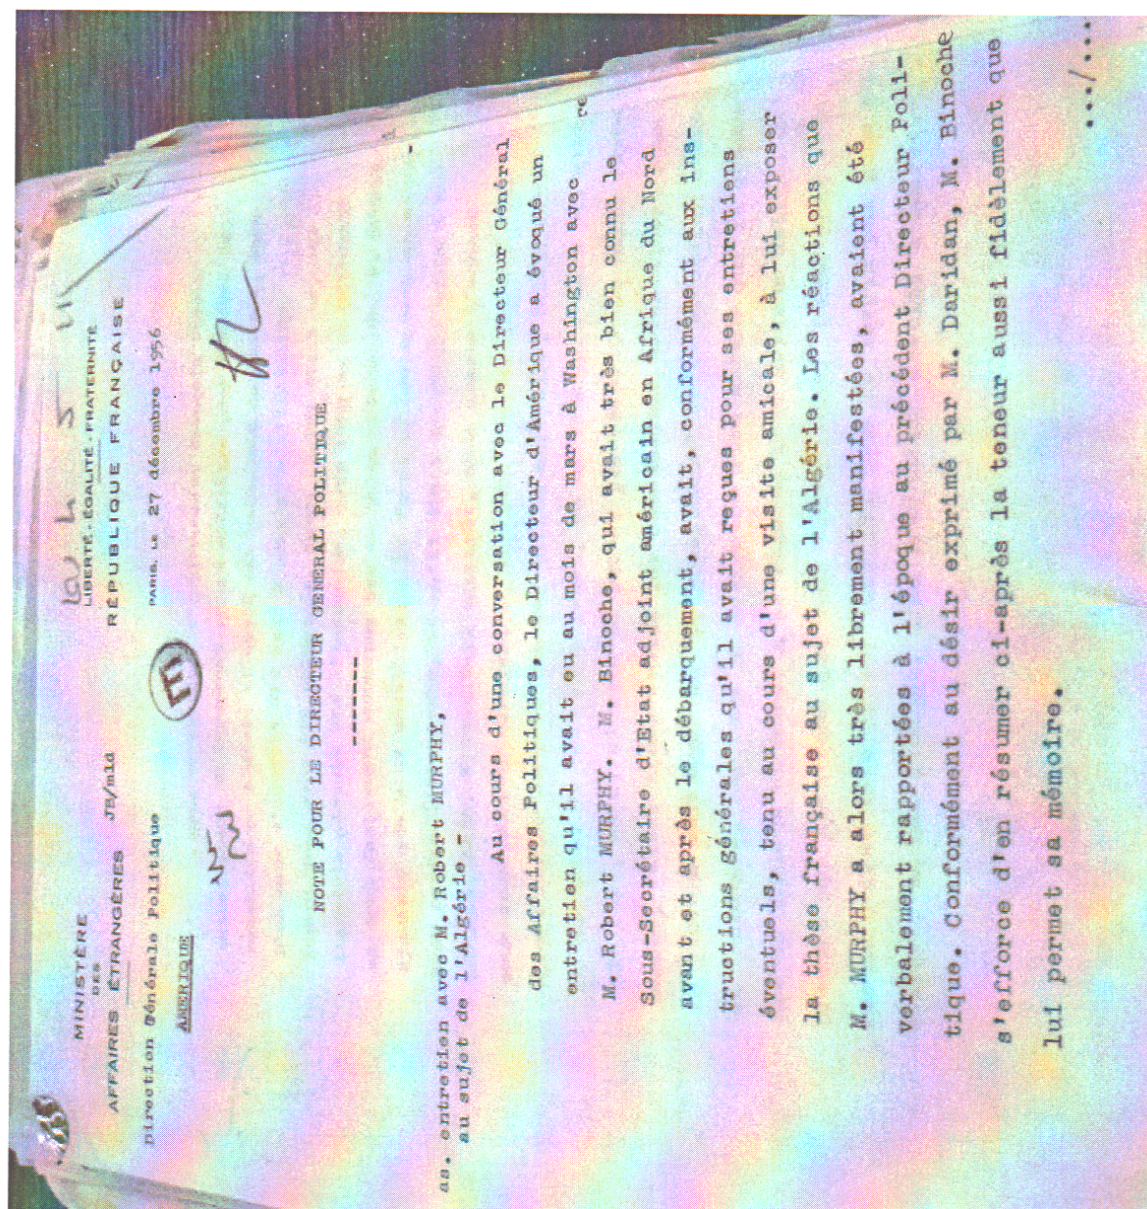 MINISTÈRE
DES
AFFAIRES ÉTRANGÈRES JB/mld
Direction Générale Politique
AMERIQUE
LIBERTÉ - ÉGALITÉ - FRATERNITÉ
RÉPUBLIQUE FRANÇAISE
PARIS, LE 27 décembre 1956
E
NOTE POUR LE DIRECTEUR GENERAL POLITIQUE
------
as. entretien avec M. Robert MURPHY,
au sujet de l'Algérie -
Au cours d'une conversation avec le Directeur Général
des Affaires Politiques, le Directeur d'Amérique a évoqué un
entretien qu'il avait eu au mois de mars à Washington avec
M. Robert MURPHY. M. Binoche, qui avait très bien connu le
Sous-Secrétaire d'Etat adjoint américain en Afrique du Nord
avant et après le débarquement, avait, conformément aux ins-
tructions générales qu'il avait reçues pour ses entretiens
éventuels, tenu au cours d'une visite amicale, à lui exposer
la thèse française au sujet de l'Algérie. Les réactions que
M. MURPHY a alors très librement manifestées, avaient été
verbalement rapportées à l'époque au précédent Directeur Poli-
tique. Conformément au désir exprimé par M. Daridan, M. Binoche
s'efforce d'en résumer ci-après la teneur aussi fidèlement que
lui permet sa mémoire.
.../...